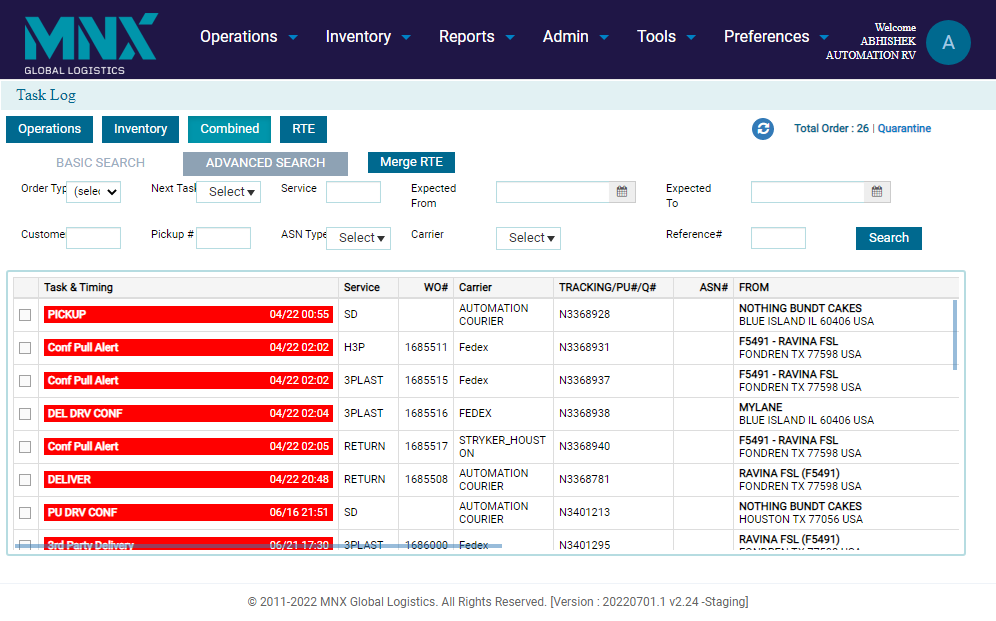 MNX
GLOBAL LOGISTICS
Operations Inventory Reports Admin Tools Preferences
Welcome
ABHISHEK
AUTOMATION RV
A
Task Log
Operations Inventory Combined RTE
Total Order : 26 | Quarantine
BASIC SEARCH ADVANCED SEARCH Merge RTE
Order Typ (selec Next Tasl Select Service Expected From Expected To
Custome Pickup # ASN Type Select Carrier Select Reference# Search
Task & Timing Service WO# Carrier TRACKING/PU#/Q# ASN# FROM
PICKUP 04/22 00:55 SD AUTOMATION COURIER N3368928 NOTHING BUNDT CAKES
BLUE ISLAND IL 60406 USA
Conf Pull Alert 04/22 02:02 H3P 1685511 Fedex N3368931 F5491 - RAVINA FSL
FONDREN TX 77598 USA
Conf Pull Alert 04/22 02:02 3PLAST 1685515 Fedex N3368937 F5491 - RAVINA FSL
FONDREN TX 77598 USA
DEL DRV CONF 04/22 02:04 3PLAST 1685516 FEDEX N3368938 MYLANE
BLUE ISLAND IL 60406 USA
Conf Pull Alert 04/22 02:05 RETURN 1685517 STRYKER_HOUSTON N3368940 F5491 - RAVINA FSL
FONDREN TX 77598 USA
DELIVER 04/22 20:48 RETURN 1685508 AUTOMATION COURIER N3368781 RAVINA FSL (F5491)
FONDREN TX 77598 USA
PU DRV CONF 06/16 21:51 SD AUTOMATION COURIER N3401213 NOTHING BUNDT CAKES
HOUSTON TX 77056 USA
3rd Party Delivery 06/21 17:30 3PLAST 1686000 Fedex N3401295 RAVINA FSL (F5491)
FONDREN TX 77598 USA
© 2011-2022 MNX Global Logistics. All Rights Reserved. [Version : 20220701.1 v2.24 -Staging]